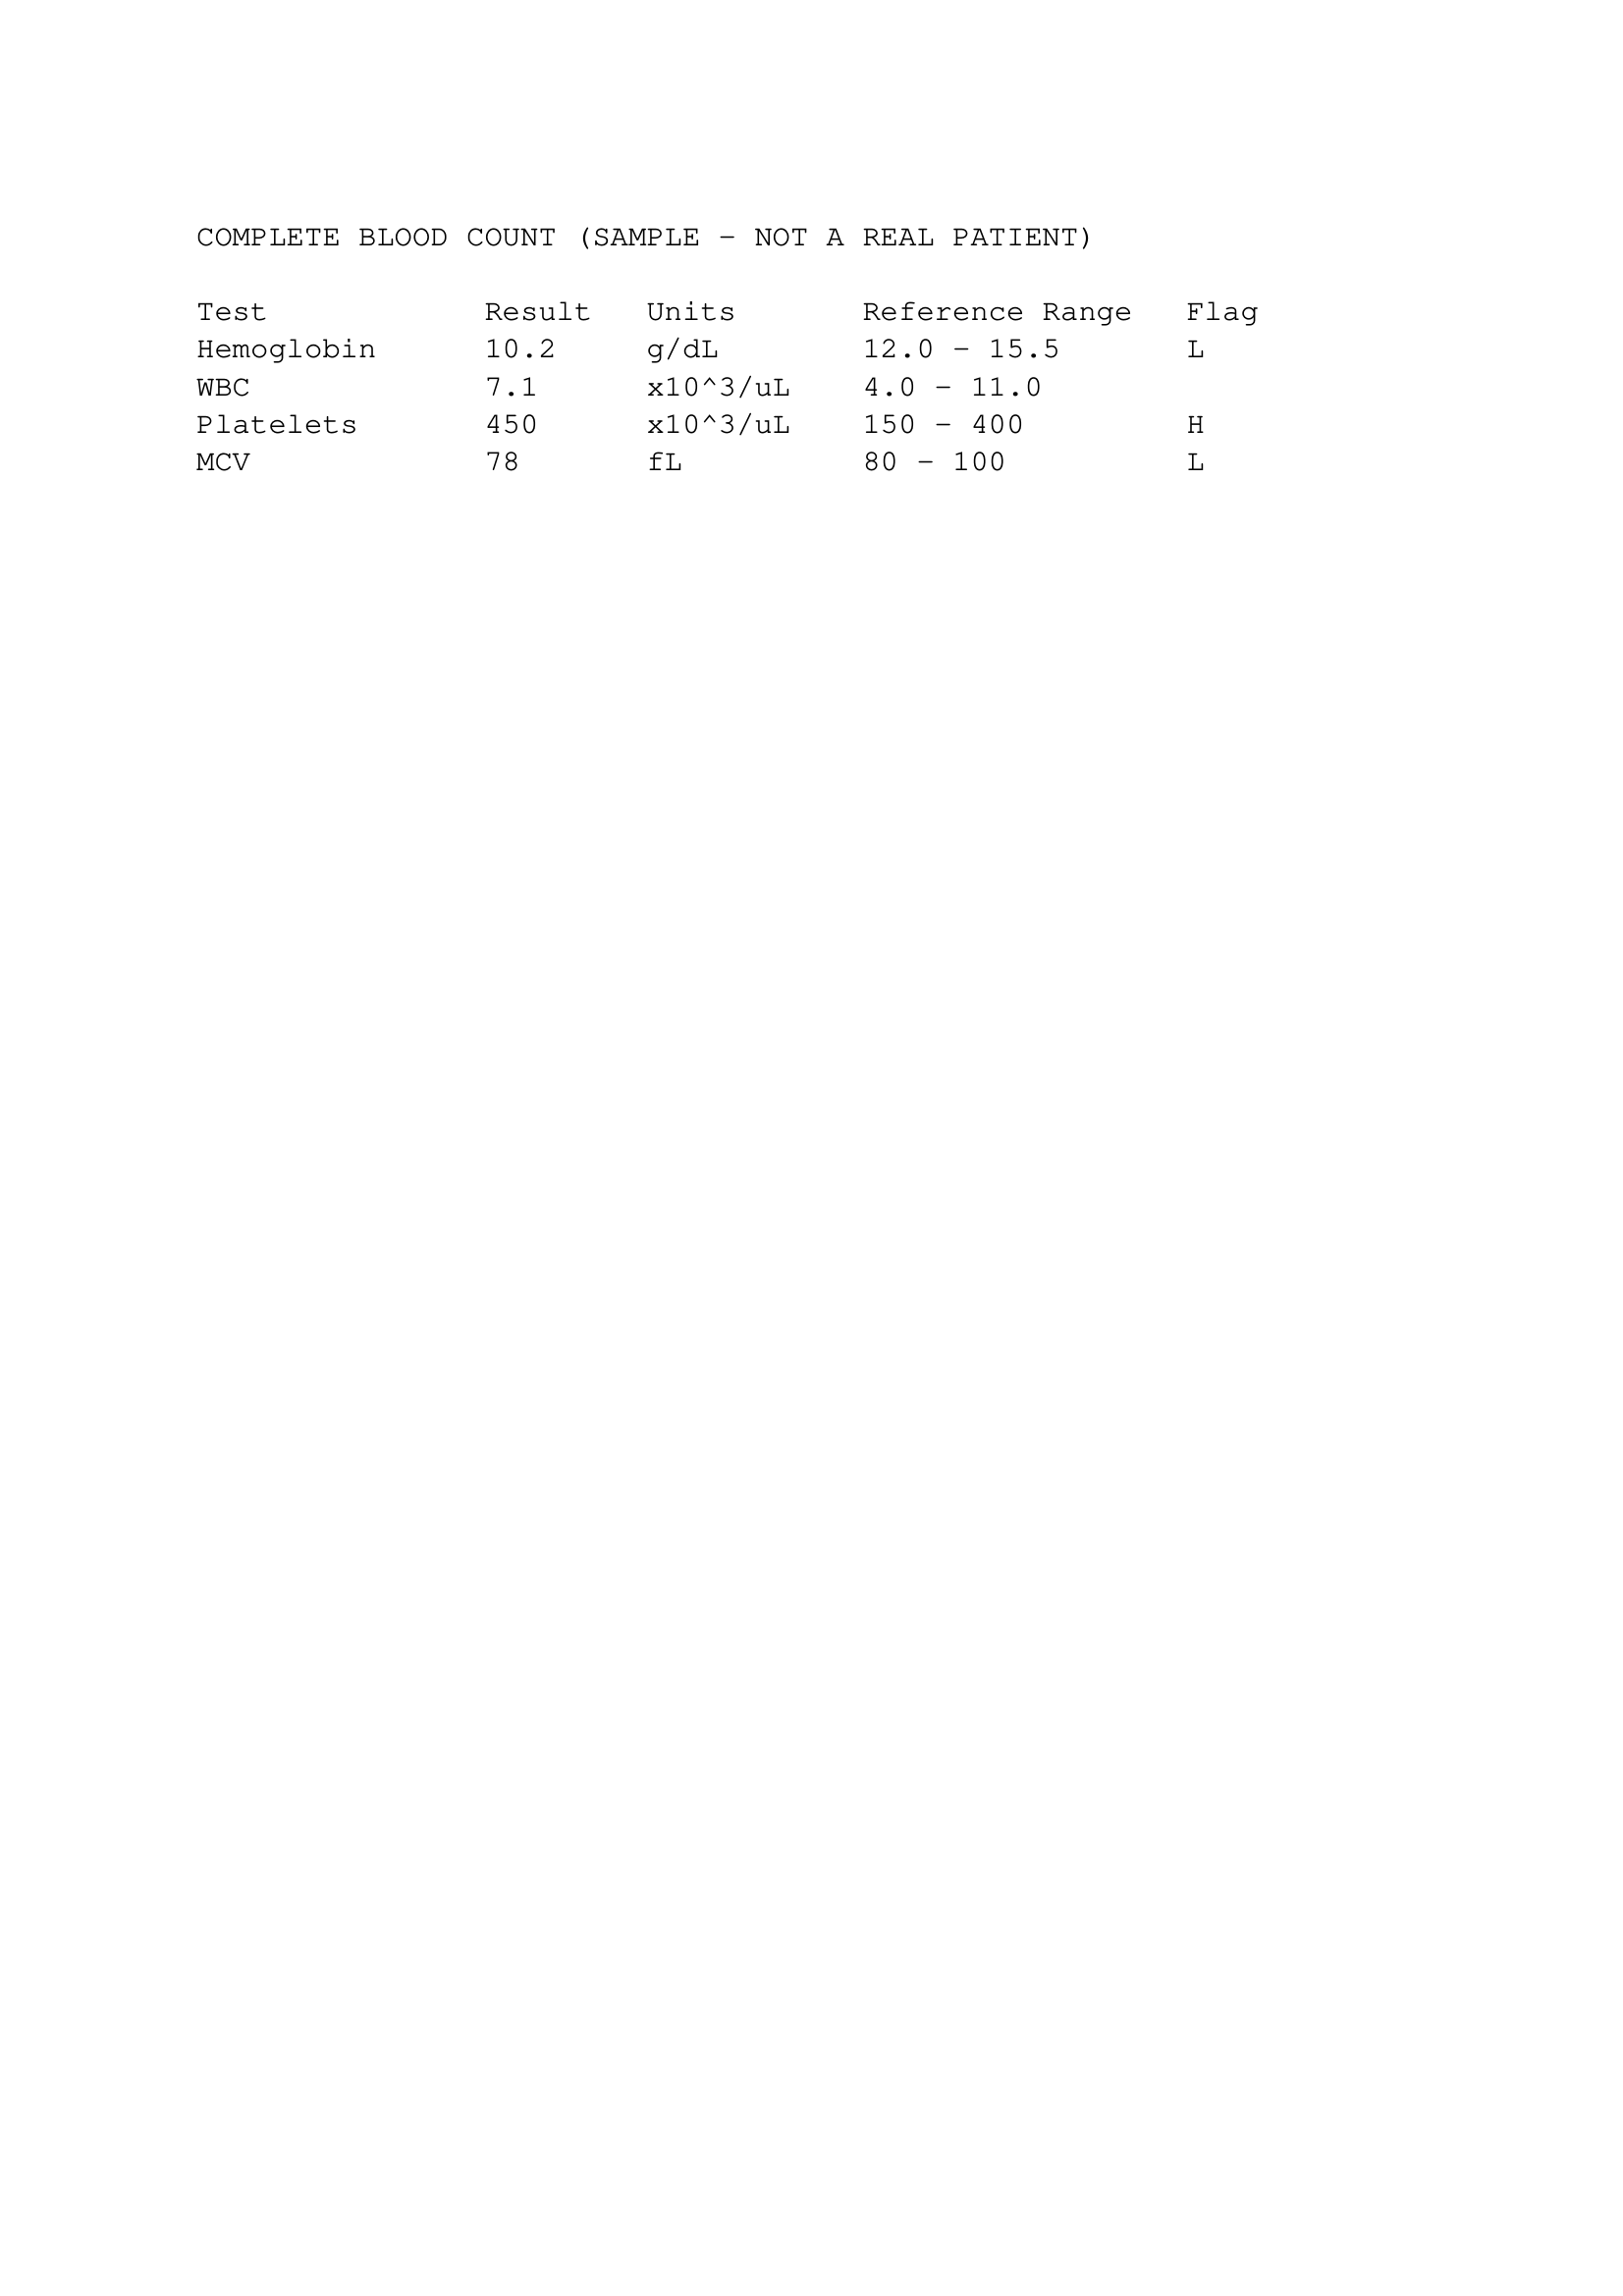 COMPLETE BLOOD COUNT (SAMPLE - NOT A REAL PATIENT)
Test Result Units Reference Range Flag
Hemoglobin 10.2 g/dL 12.0 - 15.5 L
WBC 7.1 x10^3/uL 4.0 - 11.0
Platelets 450 x10^3/uL 150 - 400 H
MCV 78 fL 80 - 100 L